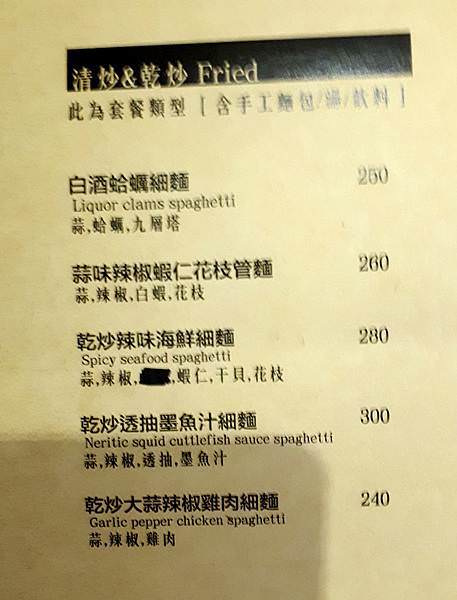 清炒&乾炒 Fried
此為套餐類型 [ 含手工麵包/湯/飲料 ]
白酒蛤蠣細麵 250
Liquor clams spaghetti
蒜,蛤蠣,九層塔
蒜味辣椒蝦仁花枝管麵 260
蒜,辣椒,白蝦,花枝
乾炒辣味海鮮細麵 280
Spicy seafood spaghetti
蒜,辣椒, ,蝦仁,干貝,花枝
乾炒透抽墨魚汁細麵 300
Neritic squid cuttlefish sauce spaghetti
蒜,辣椒,透抽,墨魚汁
乾炒大蒜辣椒雞肉細麵 240
Garlic pepper chicken spaghetti
蒜,辣椒,雞肉